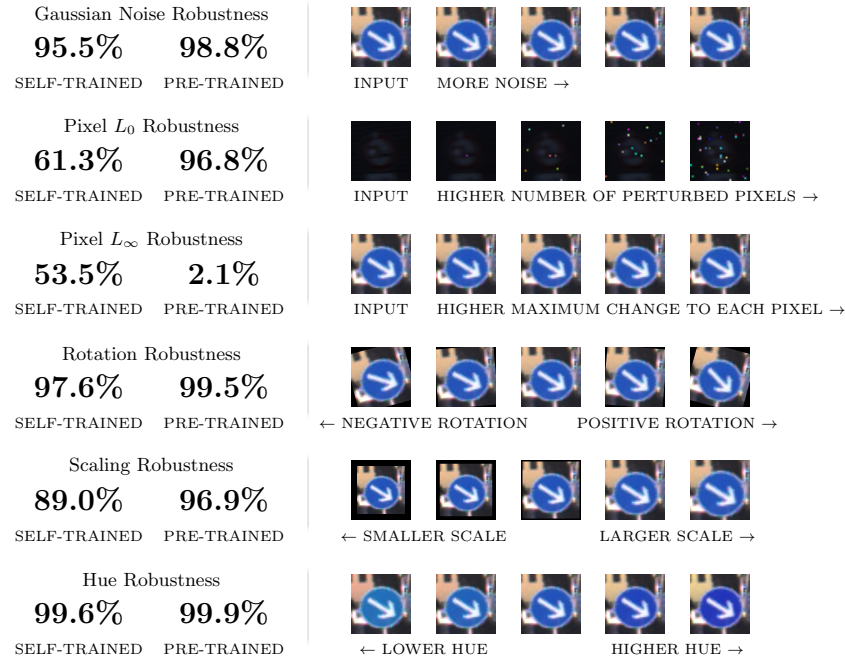 Gaussian Noise Robustness
95.5% 98.8%
SELF-TRAINED PRE-TRAINED INPUT MORE NOISE →
Pixel L₀ Robustness
61.3% 96.8%
SELF-TRAINED PRE-TRAINED INPUT HIGHER NUMBER OF PERTURBED PIXELS →
Pixel L∞ Robustness
53.5% 2.1%
SELF-TRAINED PRE-TRAINED INPUT HIGHER MAXIMUM CHANGE TO EACH PIXEL →
Rotation Robustness
97.6% 99.5%
SELF-TRAINED PRE-TRAINED ← NEGATIVE ROTATION POSITIVE ROTATION →
Scaling Robustness
89.0% 96.9%
SELF-TRAINED PRE-TRAINED ← SMALLER SCALE LARGER SCALE →
Hue Robustness
99.6% 99.9%
SELF-TRAINED PRE-TRAINED ← LOWER HUE HIGHER HUE →